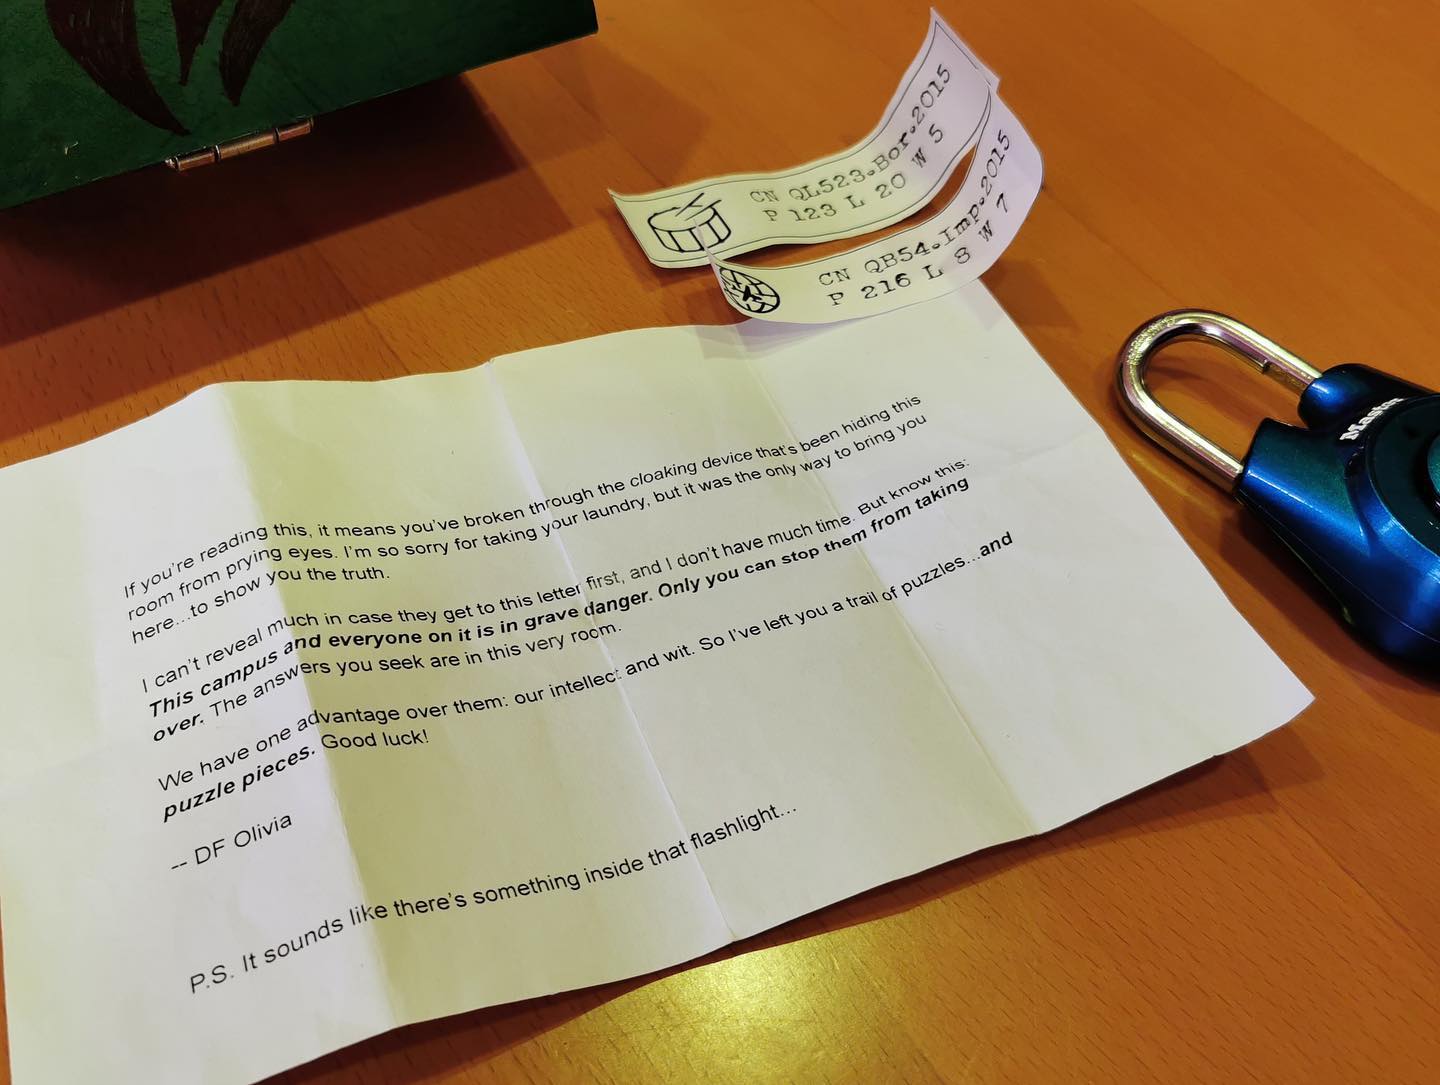 CN QL523.Bor.2015
P 123 L 20 W 5
CN QB54.Imp.2015
P 216 L 8 W 7
Master
If you're reading this, it means you've broken through the cloaking device that's been hiding this
room from prying eyes. I'm so sorry for taking your laundry, but it was the only way to bring you
here...to show you the truth.
I can't reveal much in case they get to this letter first, and I don't have much time. But know this:
This campus and everyone on it is in grave danger. Only you can stop them from taking
over. The answers you seek are in this very room.
We have one advantage over them: our intellect and wit. So I've left you a trail of puzzles...and
puzzle pieces. Good luck!
-- DF Olivia
P.S. It sounds like there's something inside that flashlight...